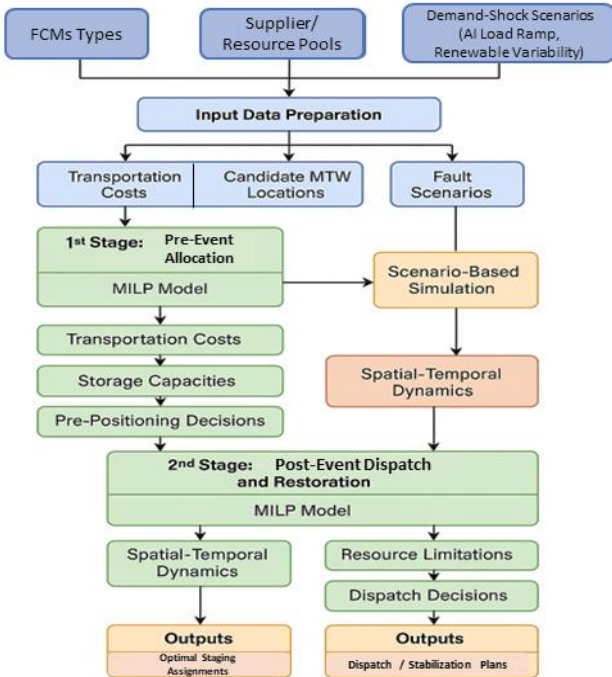 FCMs Types
Supplier/
Resource Pools
Demand-Shock Scenarios
(AI Load Ramp,
Renewable Variability)
Input Data Preparation
Transportation
Costs
Candidate MTW
Locations
Fault
Scenarios
1st Stage: Pre-Event
Allocation
MILP Model
Scenario-Based
Simulation
Transportation Costs
Storage Capacities
Pre-Positioning Decisions
Spatial-Temporal
Dynamics
2nd Stage: Post-Event Dispatch
and Restoration
MILP Model
Spatial-Temporal
Dynamics
Resource Limitations
Dispatch Decisions
Outputs
Optimal Staging
Assignments
Outputs
Dispatch / Stabilization Plans